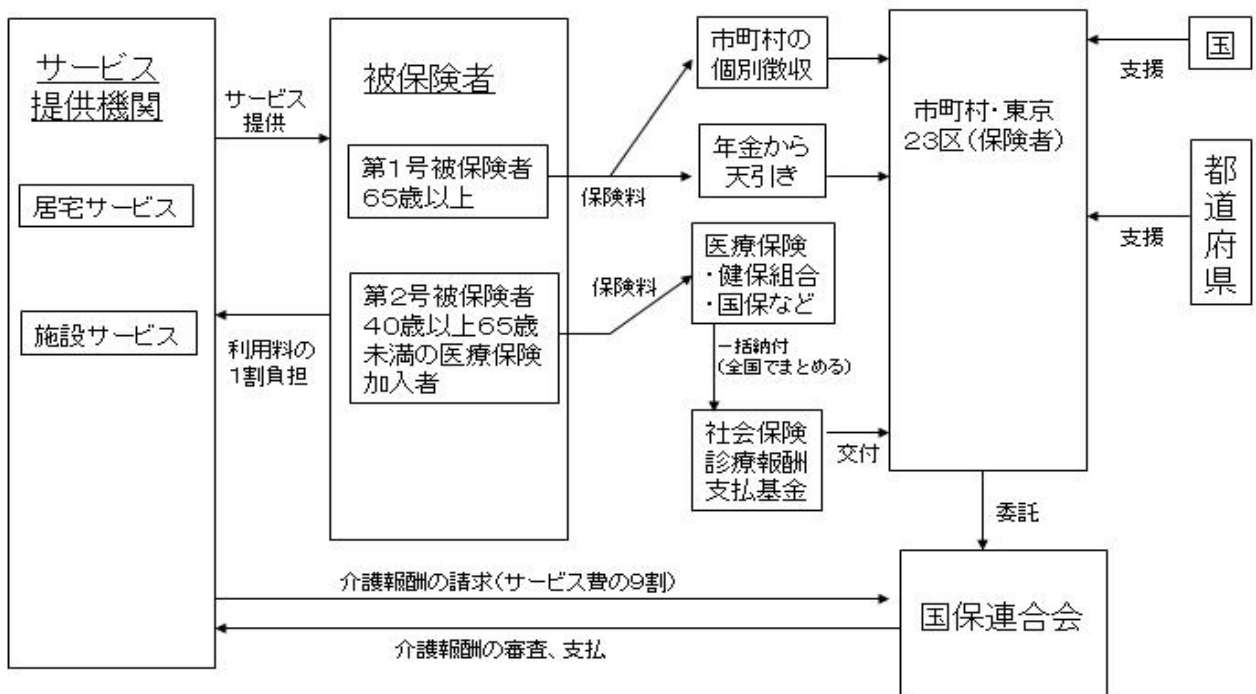 サービス
提供機関
居宅サービス
施設サービス
サービス
提供
利用料の
1割負担
被保険者
第1号被保険者
65歳以上
第2号被保険者
40歳以上65歳
未満の医療保険
加入者
保険料
保険料
市町村の
個別徴収
年金から
天引き
医療保険
・健保組合
・国保など
一括納付
(全国でまとめる)
社会保険
診療報酬
支払基金
交付
市町村・東京
23区(保険者)
国
支援
都道府県
支援
委託
国保連合会
介護報酬の請求(サービス費の9割)
介護報酬の審査、支払